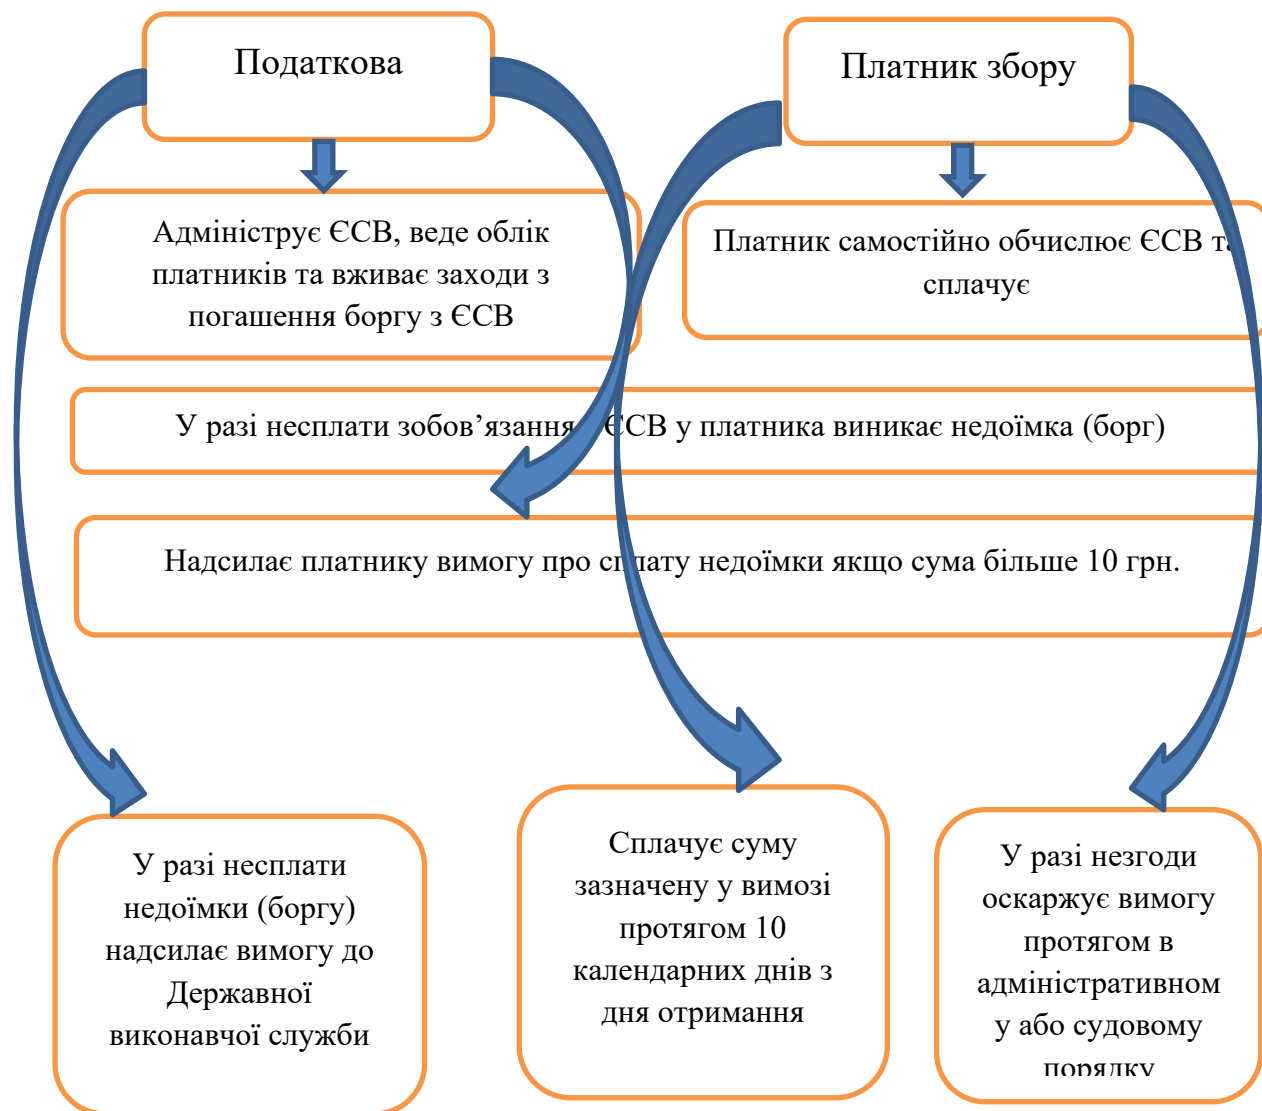 Податкова
Платник збору
Адмініструє ЄСВ, веде облік
платників та вживає заходи з
погашення боргу з ЄСВ
Платник самостійно обчислює ЄСВ та
сплачує
У разі несплати зобов’язання ЄСВ у платника виникає недоїмка (борг)
Надсилає платнику вимогу про сплату недоїмки якщо сума більше 10 грн.
У разі несплати
недоїмки (боргу)
надсилає вимогу до
Державної
виконавчої служби
Сплачує суму
зазначену у вимозі
протягом 10
календарних днів з
дня отримання
У разі незгоди
оскаржує вимогу
протягом в
адміністративном
у або судовому
порядку